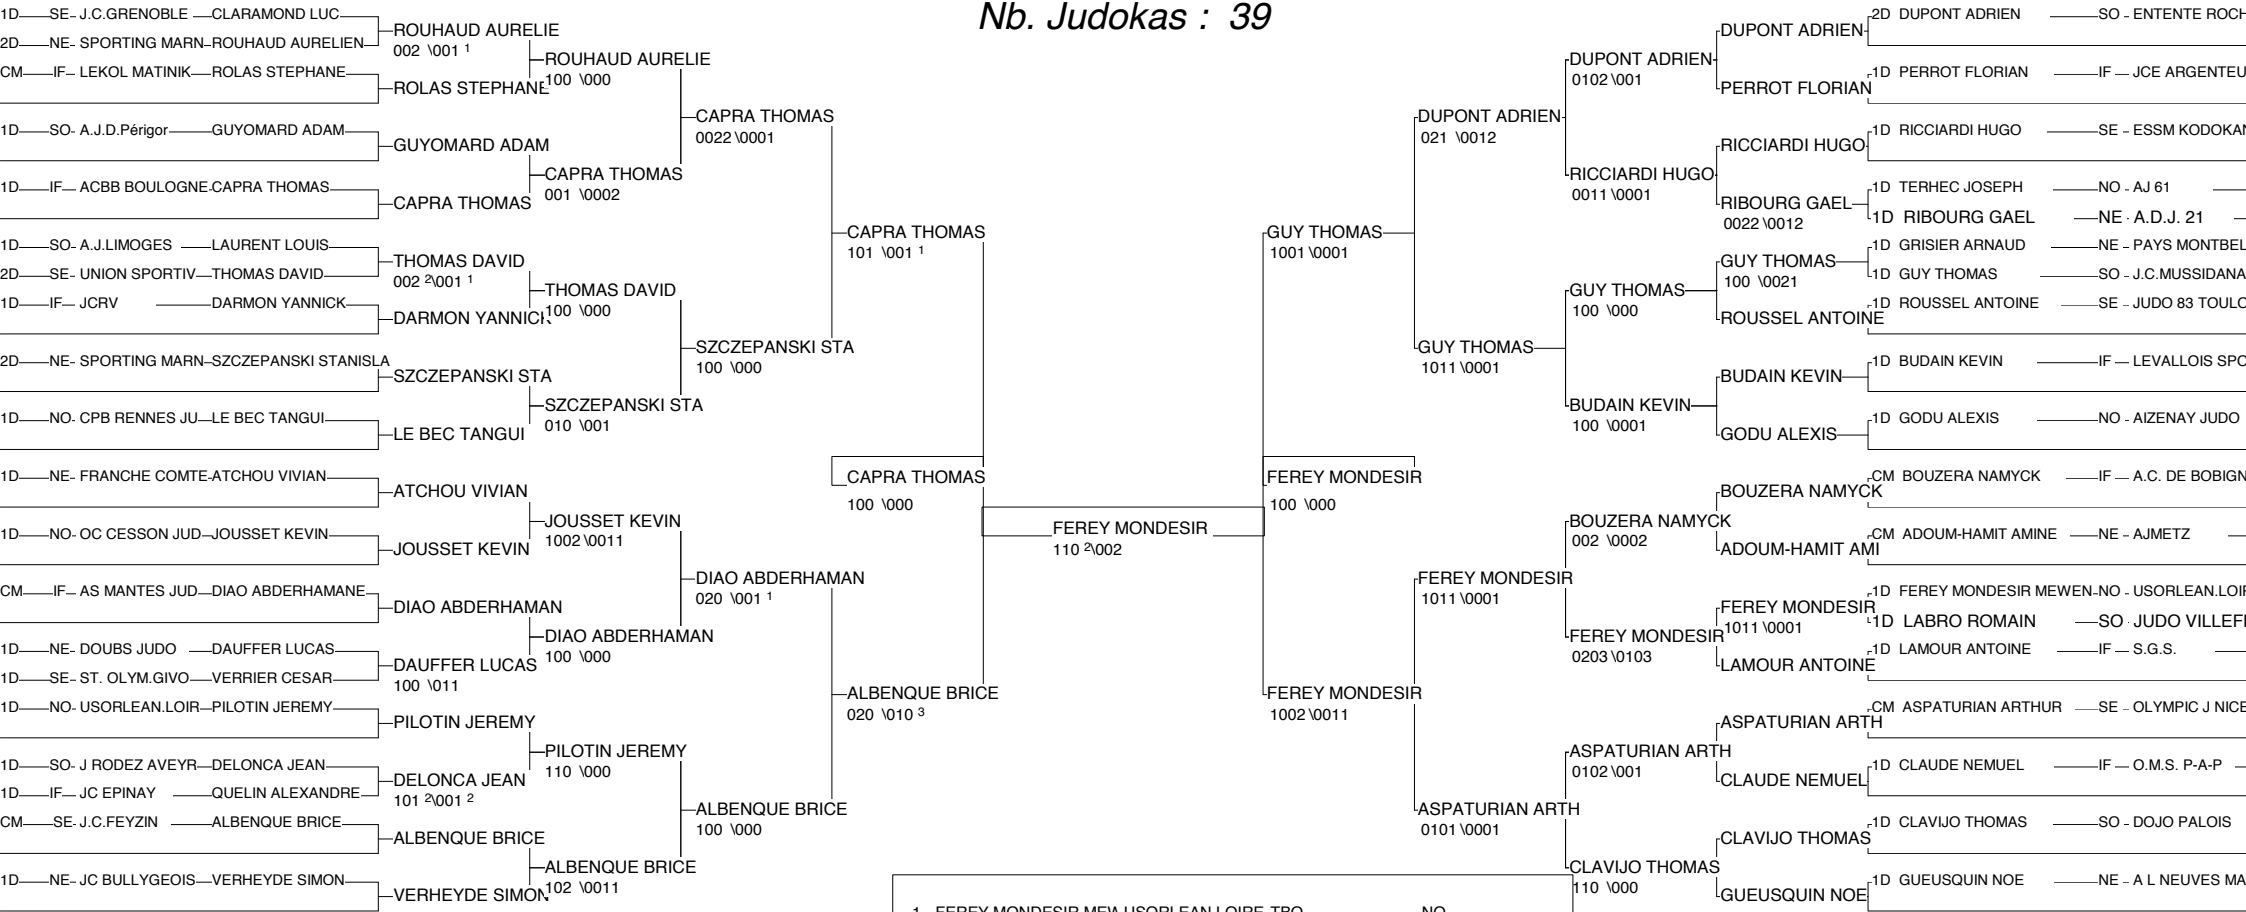 Nb. Judokas : 39
1D SE- J.C.GRENOBLE CLARAMOND LUC
2D NE- SPORTING MARN ROUHAUD AURELIEN
CM IF LEKOL MATINIK ROLAS STEPHANE
1D SO- A.J.D.Périgor GUYOMARD ADAM
1D IF ACBB BOULOGNE CAPRA THOMAS
1D SO- A.J.LIMOGES LAURENT LOUIS
2D SE- UNION SPORTIV THOMAS DAVID
1D IF JCRV DARMON YANNICK
2D NE- SPORTING MARN SZCZEPANSKI STANISLA
1D NO- CPB RENNES JU LE BEC TANGUI
1D NE- FRANCHE COMTE ATCHOU VIVIAN
1D NO- OC CESSON JUD JOUSSET KEVIN
CM IF AS MANTES JUD DIAO ABDERHAMANE
1D NE- DOUBS JUDO DAUFFER LUCAS
1D SE- ST. OLYM.GIVO VERRIER CESAR
1D NO- USORLEAN.LOIR PILOTIN JEREMY
1D SO- J RODEZ AVEYR DELONCA JEAN
1D IF JC EPINAY QUELIN ALEXANDRE
CM SE- J.C.FEYZIN ALBENQUE BRICE
1D NE- JC BULLYGEOIS VERHEYDE SIMON
ROUHAUD AURELIE
002 \001 1
ROLAS STEPHANE
GUYOMARD ADAM
CAPRA THOMAS
THOMAS DAVID
002 2\001 1
DARMON YANNICK
SZCZEPANSKI STA
LE BEC TANGUI
ATCHOU VIVIAN
JOUSSET KEVIN
DIAO ABDERHAMAN
DAUFFER LUCAS
100 \011
PILOTIN JEREMY
DELONCA JEAN
101 2\001 2
ALBENQUE BRICE
VERHEYDE SIMON
ROUHAUD AURELIE
100 \000
CAPRA THOMAS
001 \0002
THOMAS DAVID
100 \000
SZCZEPANSKI STA
010 \001
JOUSSET KEVIN
1002 \0011
DIAO ABDERHAMAN
100 \000
PILOTIN JEREMY
110 \000
ALBENQUE BRICE
102 \0011
CAPRA THOMAS
0022 \0001
SZCZEPANSKI STA
100 \000
DIAO ABDERHAMAN
020 \001 1
ALBENQUE BRICE
100 \000
CAPRA THOMAS
101 \001 1
CAPRA THOMAS
100 \000
ALBENQUE BRICE
020 \010 3
FEREY MONDESIR
110 2\002
GUY THOMAS
1001 \0001
FEREY MONDESIR
100 \000
FEREY MONDESIR
1002 \0011
DUPONT ADRIEN
021 \0012
GUY THOMAS
1011 \0001
FEREY MONDESIR
1011 \0001
ASPATURIAN ARTH
0101 \0001
DUPONT ADRIEN
0102 \001
RICCIARDI HUGO
0011 \0001
GUY THOMAS
100 \000
BUDAIN KEVIN
100 \0001
BOUZERA NAMYCK
002 \0002
FEREY MONDESIR
0203 \0103
ASPATURIAN ARTH
0102 \001
CLAVIJO THOMAS
110 \000
DUPONT ADRIEN
PERROT FLORIAN
RICCIARDI HUGO
RIBOURG GAEL
0022 \0012
GUY THOMAS
100 \0021
ROUSSEL ANTOINE
BUDAIN KEVIN
GODU ALEXIS
BOUZERA NAMYCK
ADOUM-HAMIT AMI
FEREY MONDESIR
1011 \0001
LAMOUR ANTOINE
ASPATURIAN ARTH
CLAUDE NEMUEL
CLAVIJO THOMAS
GUEUSQUIN NOE
2D DUPONT ADRIEN SO - ENTENTE ROCH
1D PERROT FLORIAN IF JCE ARGENTEU
1D RICCIARDI HUGO SE - ESSM KODOKAN
1D TERHEC JOSEPH NO - AJ 61
1D RIBOURG GAEL NE - A.D.J. 21
1D GRISIER ARNAUD NE - PAYS MONTBEL
1D GUY THOMAS SO - J.C.MUSSIDANA
1D ROUSSEL ANTOINE SE - JUDO 83 TOULO
1D BUDAIN KEVIN IF LEVALLOIS SPO
1D GODU ALEXIS NO - AIZENAY JUDO
CM BOUZERA NAMYCK IF A.C. DE BOBIGN
CM ADOUM-HAMIT AMINE NE - AJMETZ
1D FEREY MONDESIR MEWEN NO - USORLEAN.LOIR
1D LABRO ROMAIN SO - JUDO VILLEF
1D LAMOUR ANTOINE IF S.G.S.
CM ASPATURIAN ARTHUR SE - OLYMPIC J NICE
1D CLAUDE NEMUEL IF O.M.S. P-A-P
1D CLAVIJO THOMAS SO - DOJO PALOIS
1D GUEUSQUIN NOE NE - A L NEUVES MA
1 FEREY MONDESIR MEW USORLEAN.LOIRE TRO NO